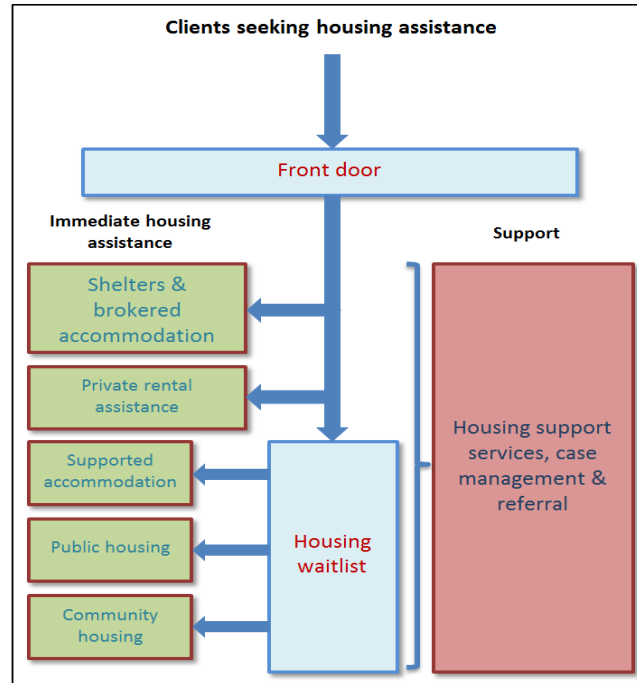 Clients seeking housing assistance
Front door
Immediate housing
assistance
Support
Shelters &
brokered
accommodation
Private rental
assistance
Supported
accommodation
Public housing
Community
housing
Housing
waitlist
Housing support
services, case
management &
referral